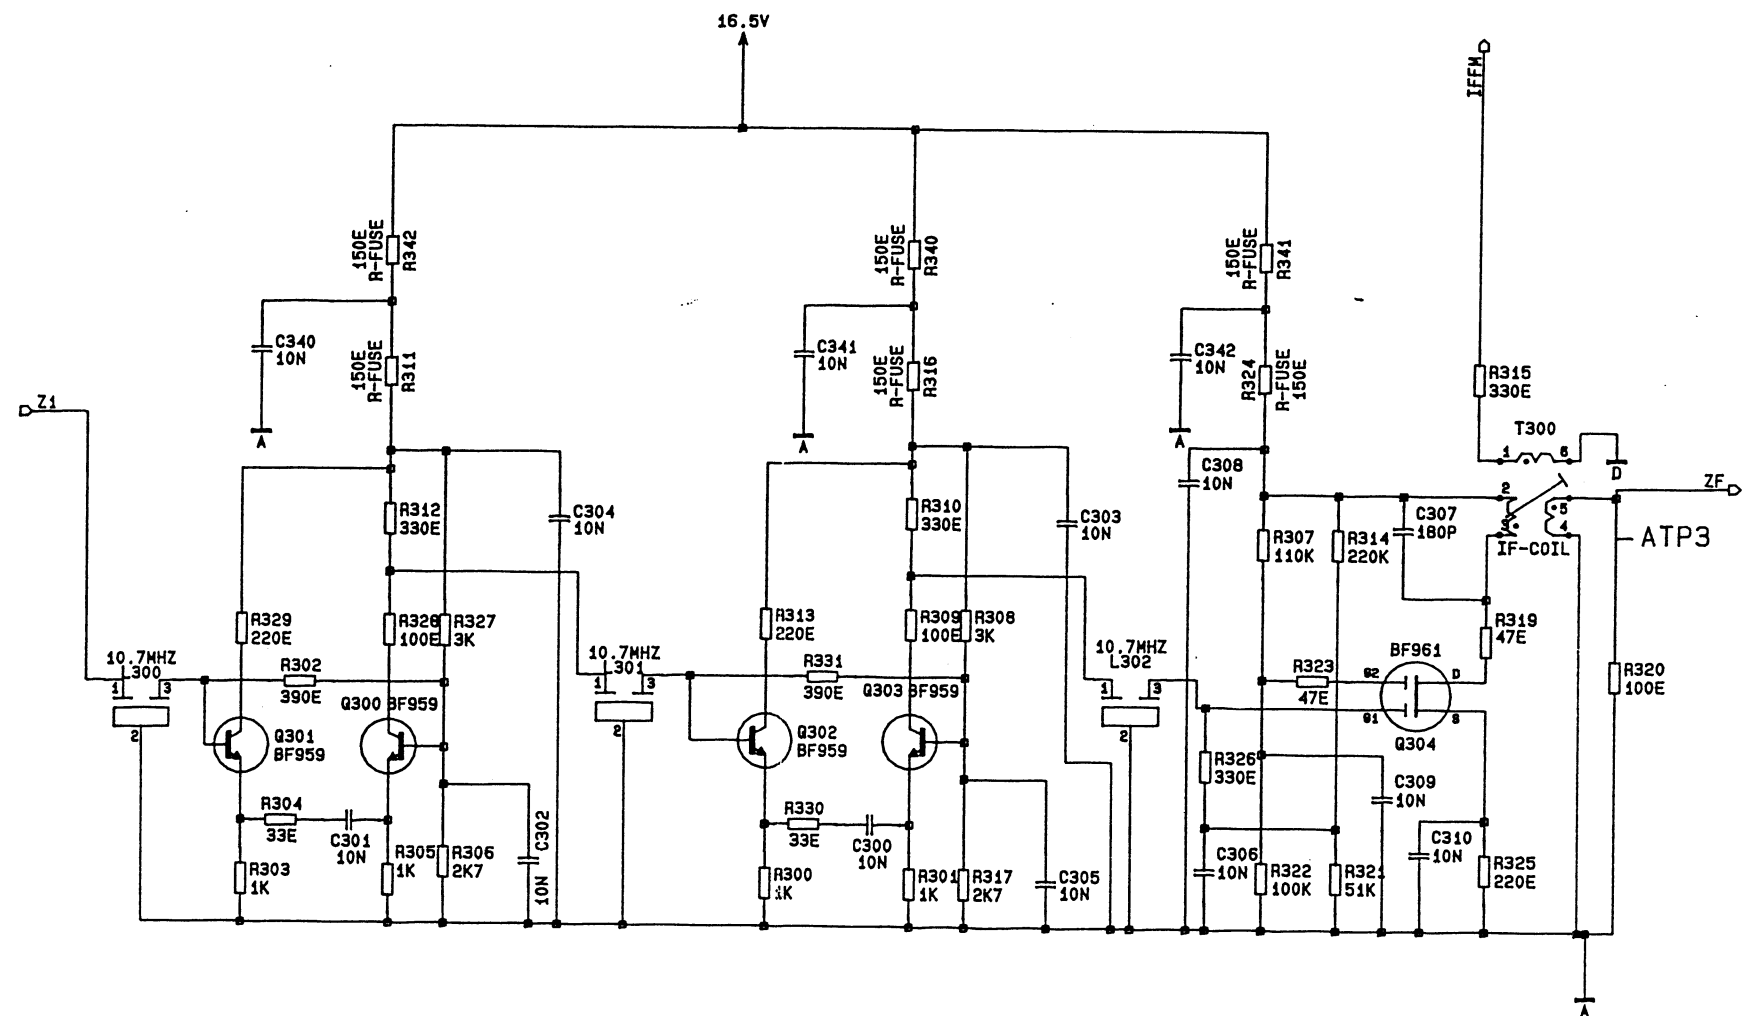 16.5V
IFFM
150E
R-FUSE
R342
150E
R-FUSE
R340
150E
R-FUSE
R341
C340
10N
150E
R-FUSE
R311
C341
10N
150E
R-FUSE
R316
C342
10N
R324
R-FUSE
150E
R315
330E
Z1
A
A
A
T300
1
6
D
C308
10N
ZF
R312
330E
C304
10N
R310
330E
C303
10N
R307
110K
R314
220K
C307
180P
2
3
5
4
IF-COIL
ATP3
R329
220E
R328
100E
R327
3K
R313
220E
R309
100E
R308
3K
R319
47E
10.7MHZ
L300
1
3
2
R302
390E
10.7MHZ
L301
1
3
2
R331
390E
10.7MHZ
L302
1
3
2
R323
47E
BF961
G2
D
G1
S
Q304
R320
100E
Q300 BF959
Q303 BF959
Q301
BF959
Q302
BF959
R326
330E
R304
33E
C301
10N
C302
10N
R330
33E
C300
10N
C309
10N
C310
10N
R303
1K
R305
1K
R306
2K7
R300
1K
R301
1K
R317
2K7
C305
10N
C306
10N
R322
100K
R321
51K
R325
220E
A